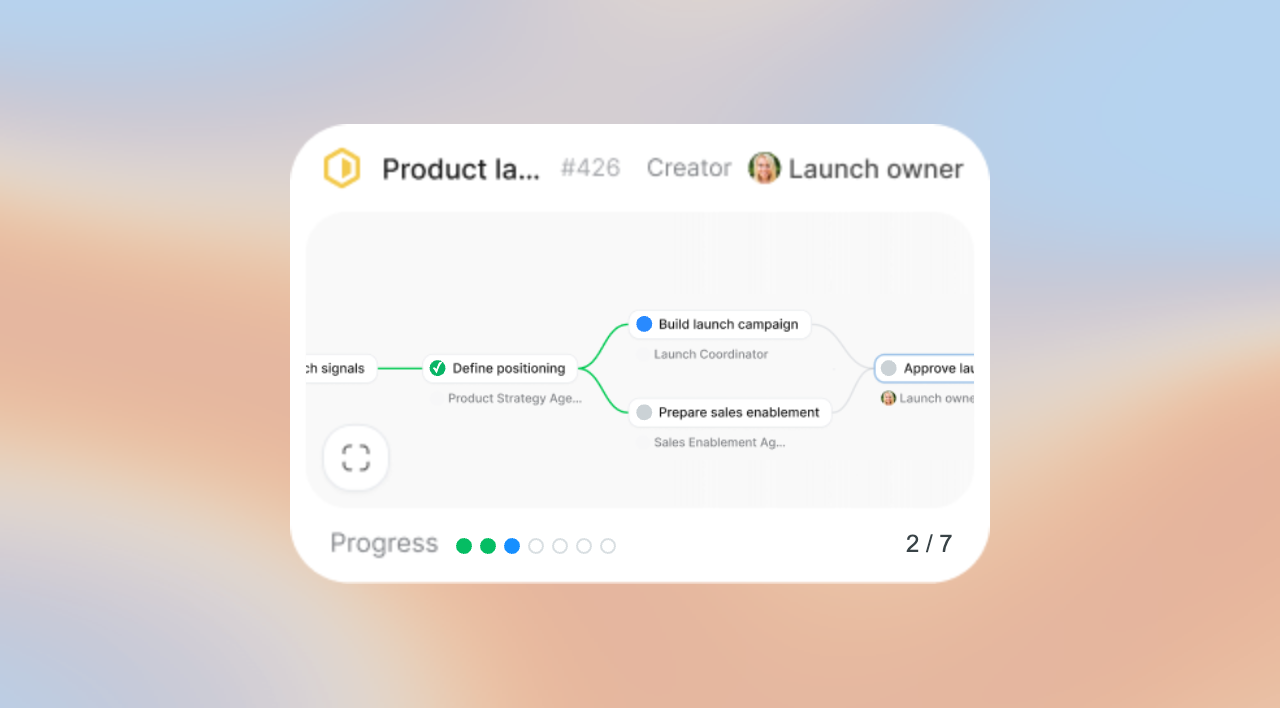 Product la... #426 Creator Launch owner
Build launch campaign
Launch Coordinator
ch signals Define positioning Approve lau
Product Strategy Age... Launch owne
Prepare sales enablement
Sales Enablement Ag...
Progress 2 / 7